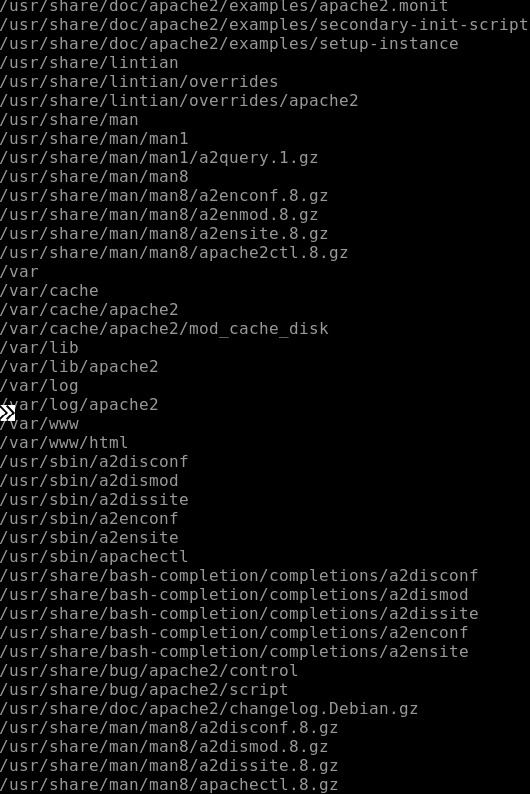 /usr/share/doc/apache2/examples/apache2.monit
/usr/share/doc/apache2/examples/secondary-init-script
/usr/share/doc/apache2/examples/setup-instance
/usr/share/lintian
/usr/share/lintian/overrides
/usr/share/lintian/overrides/apache2
/usr/share/man
/usr/share/man/man1
/usr/share/man/man1/a2query.1.gz
/usr/share/man/man8
/usr/share/man/man8/a2enconf.8.gz
/usr/share/man/man8/a2enmod.8.gz
/usr/share/man/man8/a2ensite.8.gz
/usr/share/man/man8/apache2ctl.8.gz
/var
/var/cache
/var/cache/apache2
/var/cache/apache2/mod_cache_disk
/var/lib
/var/lib/apache2
/var/log
/var/log/apache2
/var/www
/var/www/html
/usr/sbin/a2disconf
/usr/sbin/a2dismod
/usr/sbin/a2dissite
/usr/sbin/a2enconf
/usr/sbin/a2ensite
/usr/sbin/apachectl
/usr/share/bash-completion/completions/a2disconf
/usr/share/bash-completion/completions/a2dismod
/usr/share/bash-completion/completions/a2dissite
/usr/share/bash-completion/completions/a2enconf
/usr/share/bash-completion/completions/a2ensite
/usr/share/bug/apache2/control
/usr/share/bug/apache2/script
/usr/share/doc/apache2/changelog.Debian.gz
/usr/share/man/man8/a2disconf.8.gz
/usr/share/man/man8/a2dismod.8.gz
/usr/share/man/man8/a2dissite.8.gz
/usr/share/man/man8/apachectl.8.gz